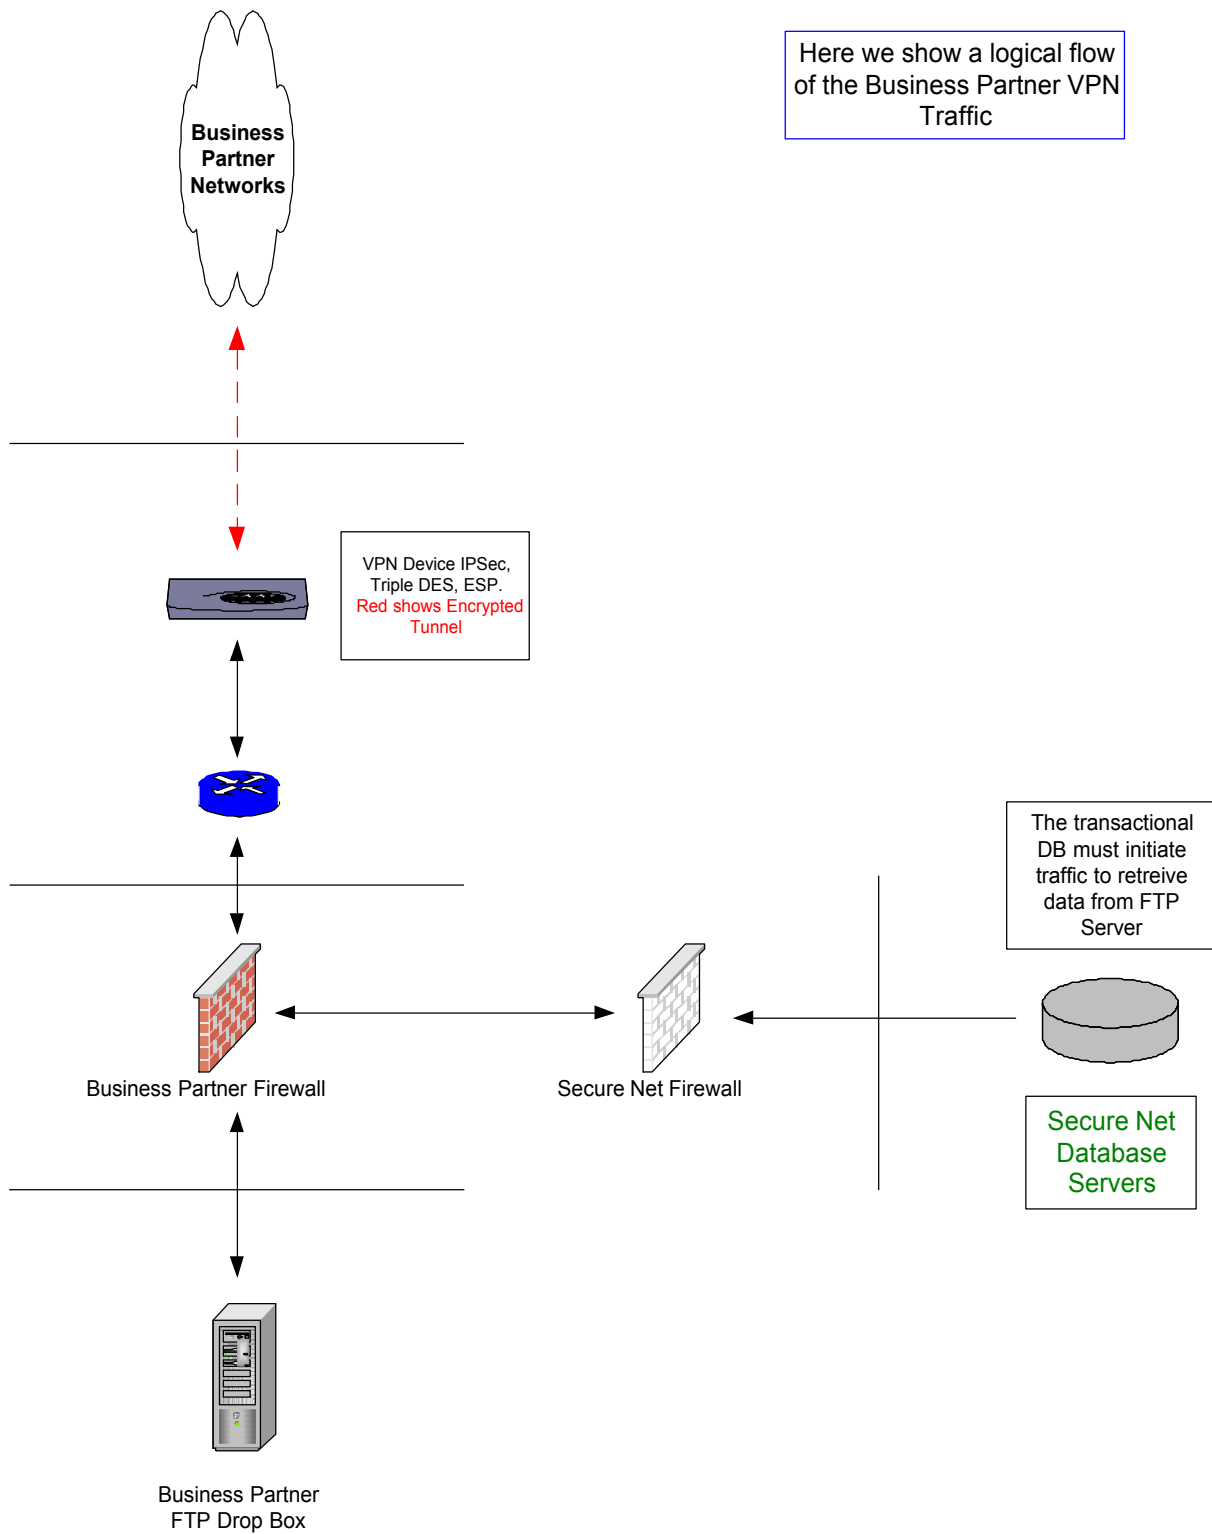 Here we show a logical flow
of the Business Partner VPN
Traffic
Business
Partner
Networks
VPN Device IPSec,
Triple DES, ESP.
Red shows Encrypted
Tunnel
The transactional
DB must initiate
traffic to retreive
data from FTP
Server
Business Partner Firewall
Secure Net Firewall
Secure Net
Database
Servers
Business Partner
FTP Drop Box